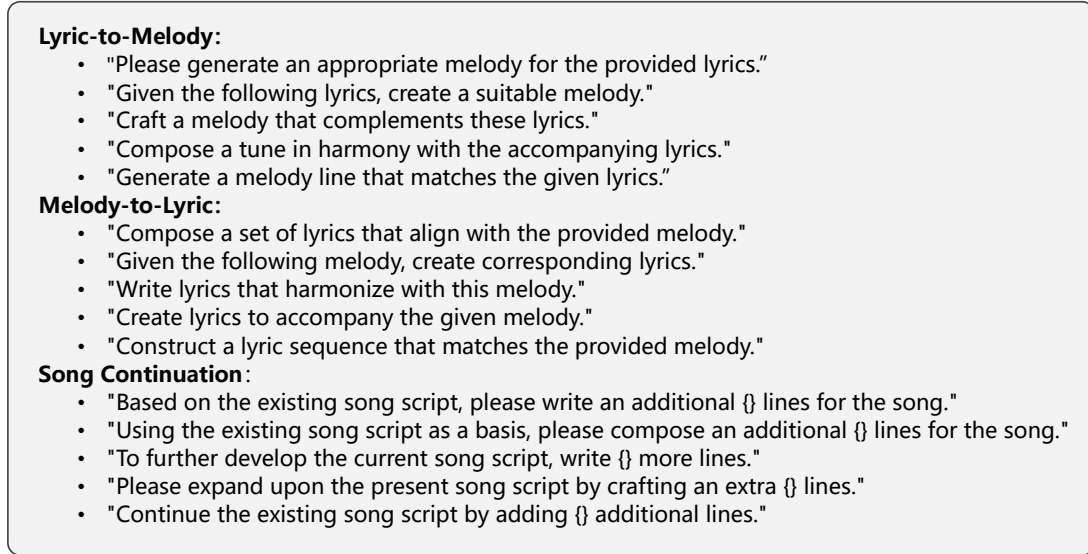 Lyric-to-Melody:
• "Please generate an appropriate melody for the provided lyrics.”
• "Given the following lyrics, create a suitable melody."
• "Craft a melody that complements these lyrics."
• "Compose a tune in harmony with the accompanying lyrics."
• "Generate a melody line that matches the given lyrics.”
Melody-to-Lyric:
• "Compose a set of lyrics that align with the provided melody."
• "Given the following melody, create corresponding lyrics."
• "Write lyrics that harmonize with this melody."
• "Create lyrics to accompany the given melody."
• "Construct a lyric sequence that matches the provided melody."
Song Continuation:
• "Based on the existing song script, please write an additional {} lines for the song."
• "Using the existing song script as a basis, please compose an additional {} lines for the song."
• "To further develop the current song script, write {} more lines."
• "Please expand upon the present song script by crafting an extra {} lines."
• "Continue the existing song script by adding {} additional lines."